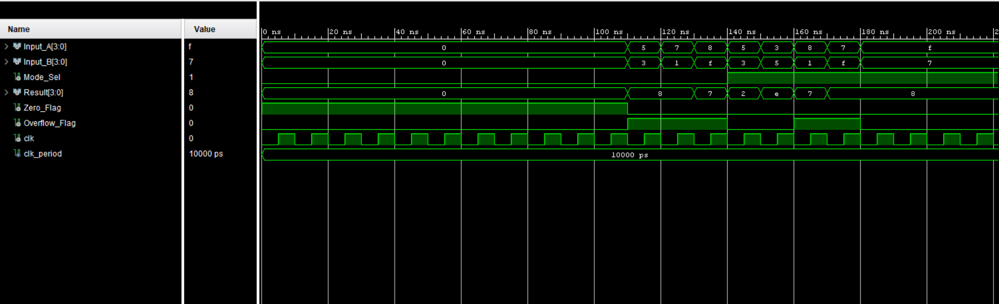 Name Value
0 ns 20 ns 40 ns 60 ns 80 ns 100 ns 120 ns 140 ns 160 ns 180 ns 200 ns 2
Input_A[3:0] f 0 5 7 8 5 3 8 7 f
Input_B[3:0] 7 0 3 1 f 3 5 1 f 7
Mode_Sel 1
Result[3:0] 8 0 8 7 2 e 7 8
Zero_Flag 0
Overflow_Flag 0
clk 0
clk_period 10000 ps 10000 ps